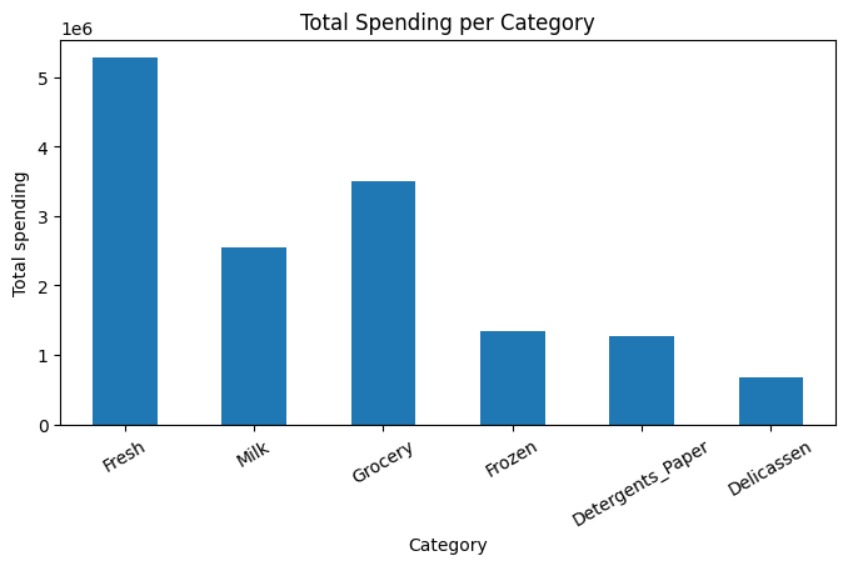 Total Spending per Category
1e6
5
4
3
2
1
0
Total spending
Fresh
Milk
Grocery
Frozen
Detergents_Paper
Delicassen
Category